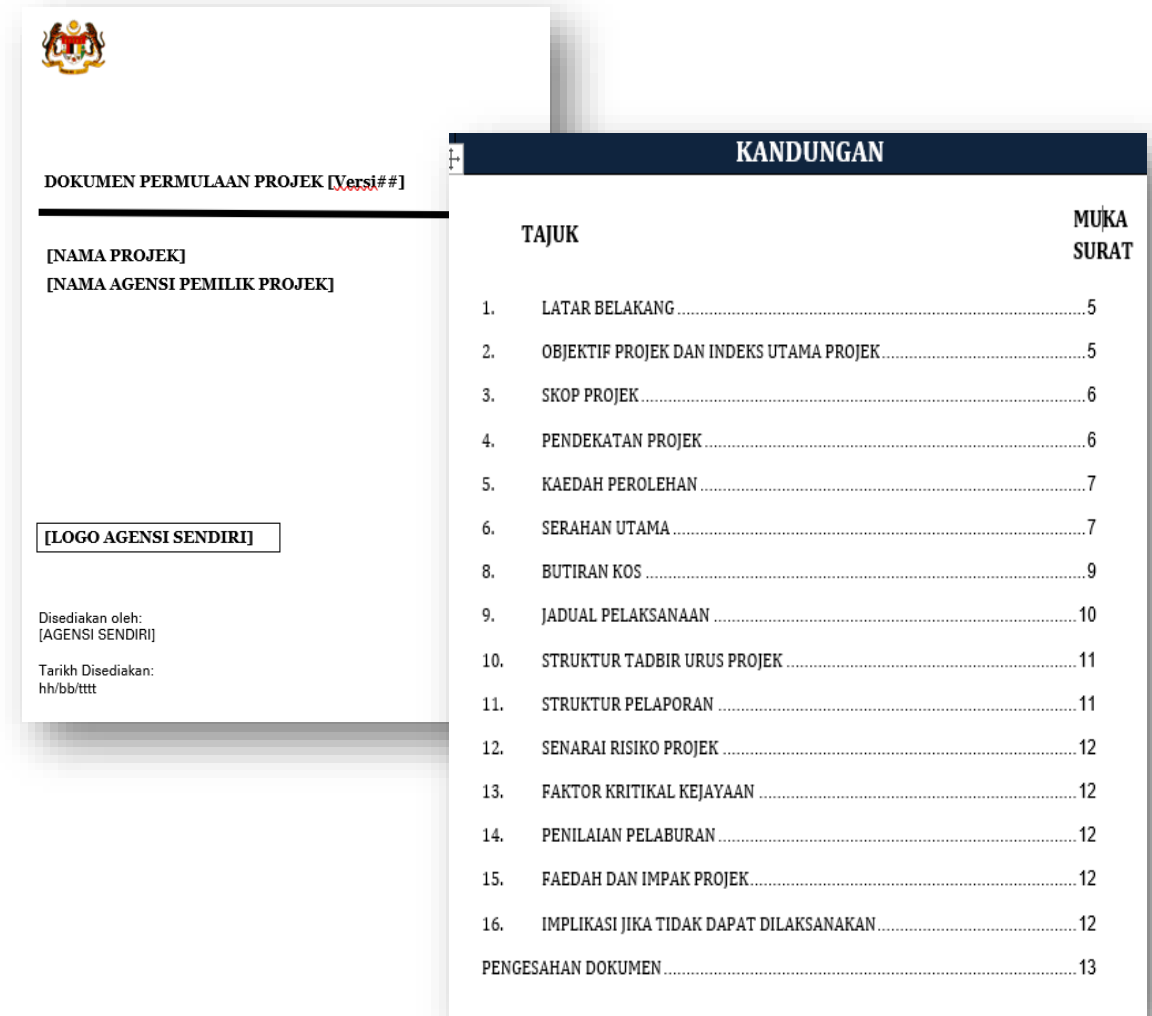 DOKUMEN PERMULAAN PROJEK [Versi##]
[NAMA PROJEK]
[NAMA AGENSI PEMILIK PROJEK]
[LOGO AGENSI SENDIRI]
Disediakan oleh:
[AGENSI SENDIRI]
Tarikh Disediakan:
hh/bb/tttt
KANDUNGAN
TAJUK
MUKA
SURAT
1. LATAR BELAKANG 5
2. OBJEKTIF PROJEK DAN INDEKS UTAMA PROJEK 5
3. SKOP PROJEK 6
4. PENDEKATAN PROJEK 6
5. KAEDAH PEROLEHAN 7
6. SERAHAN UTAMA 7
8. BUTIRAN KOS 9
9. JADUAL PELAKSANAAN 10
10. STRUKTUR TADBIR URUS PROJEK 11
11. STRUKTUR PELAPORAN 11
12. SENARAI RISIKO PROJEK 12
13. FAKTOR KRITIKAL KEJAYAAN 12
14. PENILAIAN PELABURAN 12
15. FAEDAH DAN IMPAK PROJEK 12
16. IMPLIKASI JIKA TIDAK DAPAT DILAKSANAKAN 12
PENGESAHAN DOKUMEN 13